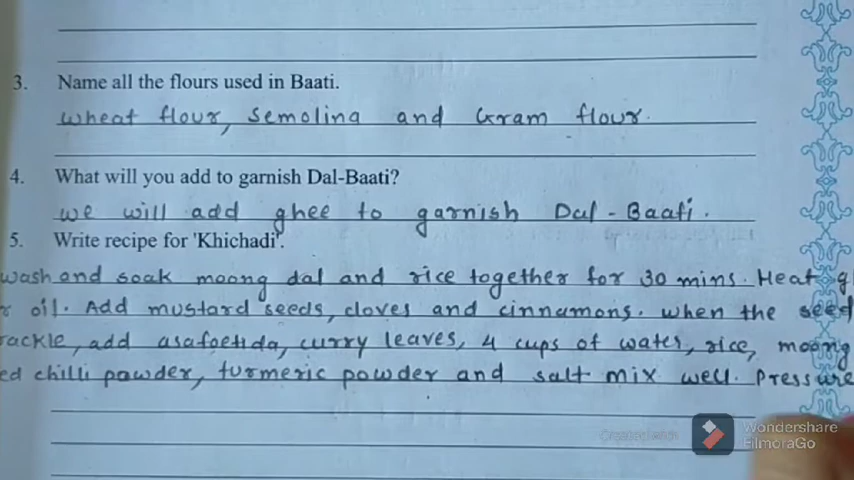 3. Name all the flours used in Baati.
wheat flour, semolina and Gram flour.
4. What will you add to garnish Dal-Baati?
we will add ghee to garnish Dal - Baati.
5. Write recipe for 'Khichadi'.
wash and soak moong dal and rice together for 30 mins. Heat g
r oil. Add mustard seeds, cloves and cinnamons. when the seed
rackle, add asafoetida, curry leaves, 4 cups of water, rice, moong
ed chilli powder, turmeric powder and salt mix well. Pressure
Wondershare
FilmoraGo